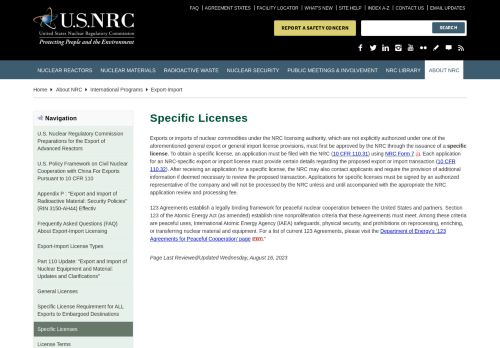 FAQ | AGREEMENT STATES | FACILITY LOCATOR | WHAT'S NEW | SITE HELP | INDEX A-Z | CONTACT US | EMAIL UPDATES
U.S.NRC
United States Nuclear Regulatory Commission
Protecting People and the Environment
REPORT A SAFETY CONCERN
SEARCH
NUCLEAR REACTORS
NUCLEAR MATERIALS
RADIOACTIVE WASTE
NUCLEAR SECURITY
PUBLIC MEETINGS & INVOLVEMENT
NRC LIBRARY
ABOUT NRC
Home
About NRC
International Programs
Export-Import
Navigation
U.S. Nuclear Regulatory Commission
Preparations for the Export of
Advanced Reactors
U.S. Policy Framework on Civil Nuclear
Cooperation with China For Exports
Pursuant to 10 CFR 110
Appendix P : "Export and Import of
Radioactive Material: Security Policies"
(RIN 3150-AH44) Effective
Frequently Asked Questions (FAQ)
About Export-Import Licensing
Export-Import License Types
Part 110 Update: "Export and Import of
Nuclear Equipment and Material:
Updates and Clarifications"
General Licenses
Specific License Requirement for ALL
Exports to Embargoed Destinations
Specific Licenses
License Terms
Specific Licenses
Exports or imports of nuclear commodities under the NRC licensing authority, which are not explicitly authorized under one of the
aforementioned general export or general import license provisions, must first be approved by the NRC through the issuance of a specific
license. To obtain a specific license, an application must be filed with the NRC (10 CFR 110.31) using NRC Form 7. Each application
for an NRC-specific export or import license must provide certain details regarding the proposed export or import transaction (10 CFR
110.32). After receiving an application for a specific license, the NRC may also contact applicants and require the provision of additional
information if deemed necessary to review the proposed transaction. Applications for specific licenses must be signed by an authorized
representative of the company and will not be processed by the NRC unless and until accompanied with the appropriate NRC
application review and processing fee.
123 Agreements establish a legally binding framework for peaceful nuclear cooperation between the United States and partners. Section
123 of the Atomic Energy Act (as amended) establish nine nonproliferation criteria that these Agreements must meet. Among these criteria
are peaceful uses, International Atomic Energy Agency (IAEA) safeguards, physical security, and prohibitions on reprocessing, enriching,
or transferring nuclear material and equipment. For a list of current 123 Agreements, please visit the Department of Energy's '123
Agreements for Peaceful Cooperation' page EXIT."
Page Last Reviewed/Updated Wednesday, August 16, 2023